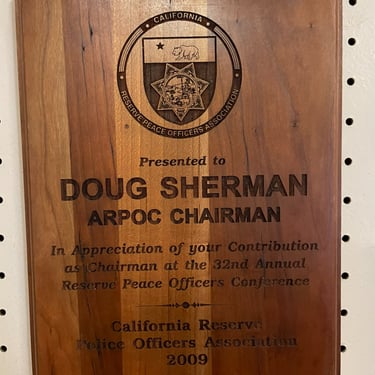 CALIFORNIA
RESERVE PEACE OFFICERS ASSOCIATION
Presented to
DOUG SHERMAN
ARPOC CHAIRMAN
In Appreciation of your Contribution
as Chairman at the 32nd Annual
Reserve Peace Officers Conference
California Reserve
Police Officers Association
2009